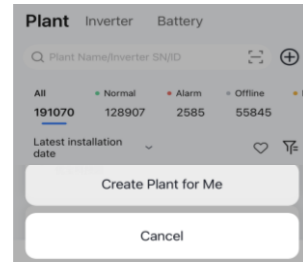 Plant Inverter Battery
Plant Name/Inverter SN/ID
All Normal Alarm Offline
191070 128907 2585 55845
Latest installation
date
Create Plant for Me
Cancel